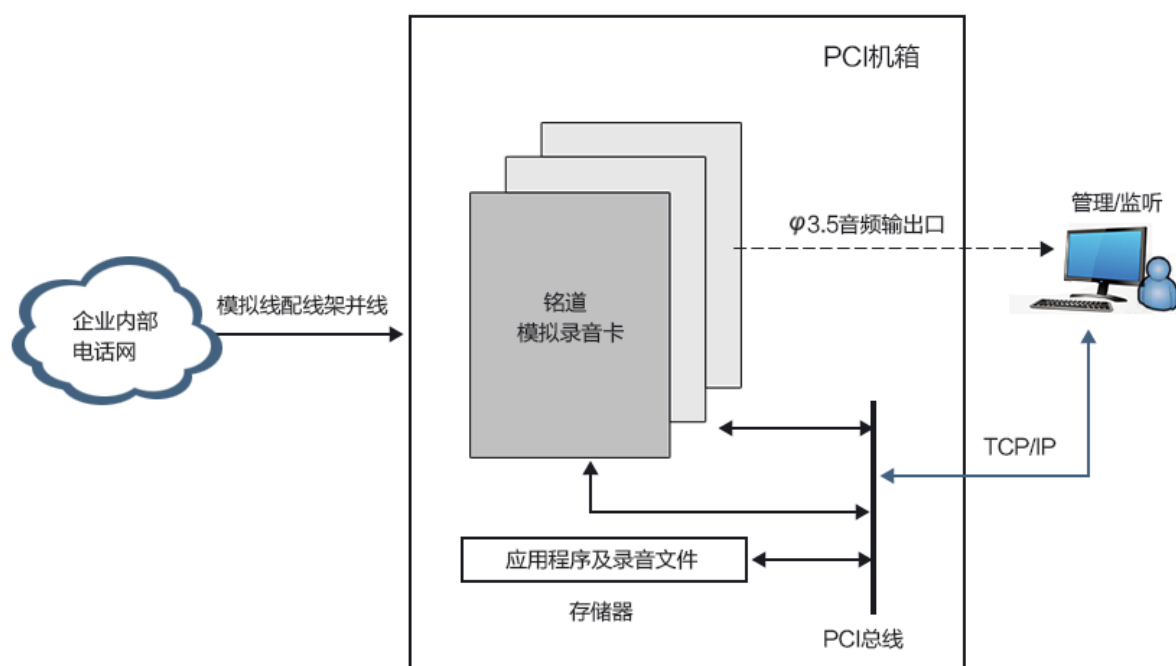 PCI机箱
管理/监听
φ3.5音频输出口
模拟线配线架并线
企业内部
电话网
铭道
模拟录音卡
TCP/IP
应用程序及录音文件
存储器
PCI总线